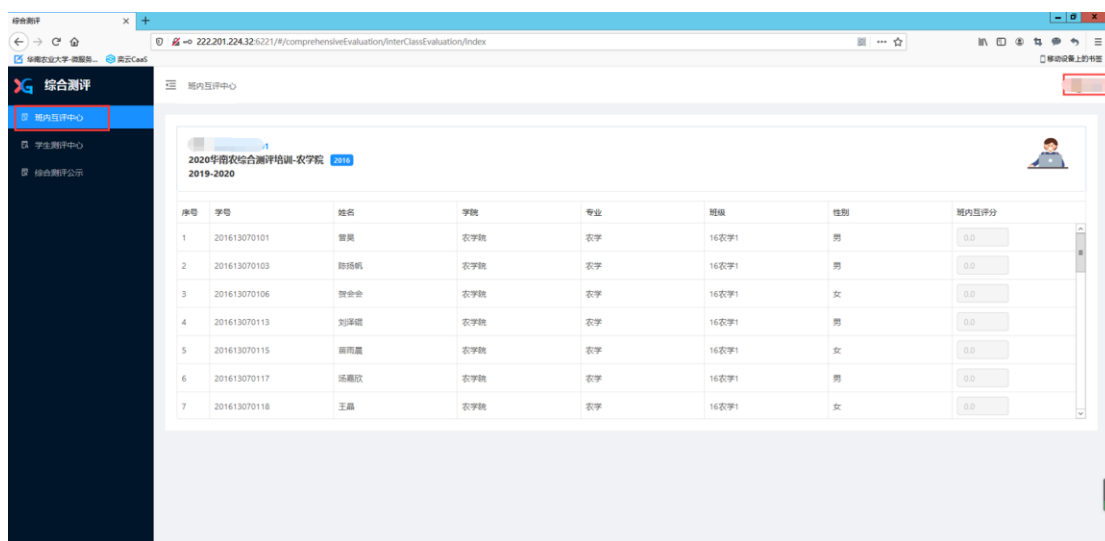 综合测评
222.201.224.32:6221/#/comprehensiveEvaluation/InterClassEvaluation/Index
华南农业大学-微服务... 奕云CaaS
移动设备上的书签
XG 综合测评
班内互评中心
班内互评中心
学生测评中心
综合测评公示
2020华南农综合测评培训-农学院 2016
2019-2020
序号 学号 姓名 学院 专业 班级 性别 班内互评分
1 201613070101 曾昊 农学院 农学 16农学1 男 0.0
2 201613070103 陈扬帆 农学院 农学 16农学1 男 0.0
3 201613070106 贺会会 农学院 农学 16农学1 女 0.0
4 201613070113 刘泽锟 农学院 农学 16农学1 男 0.0
5 201613070115 苗雨晨 农学院 农学 16农学1 女 0.0
6 201613070117 汤嘉欣 农学院 农学 16农学1 男 0.0
7 201613070118 王晶 农学院 农学 16农学1 女 0.0